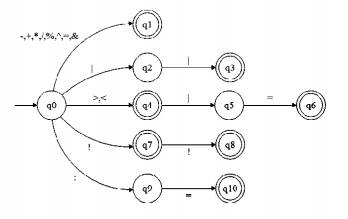 q1
-,+,*,/,%,^,=,&
|
q2
|
q3
q0
>,<
q4
|
q5
=
q6
!
q7
!
q8
:
q9
=
q10